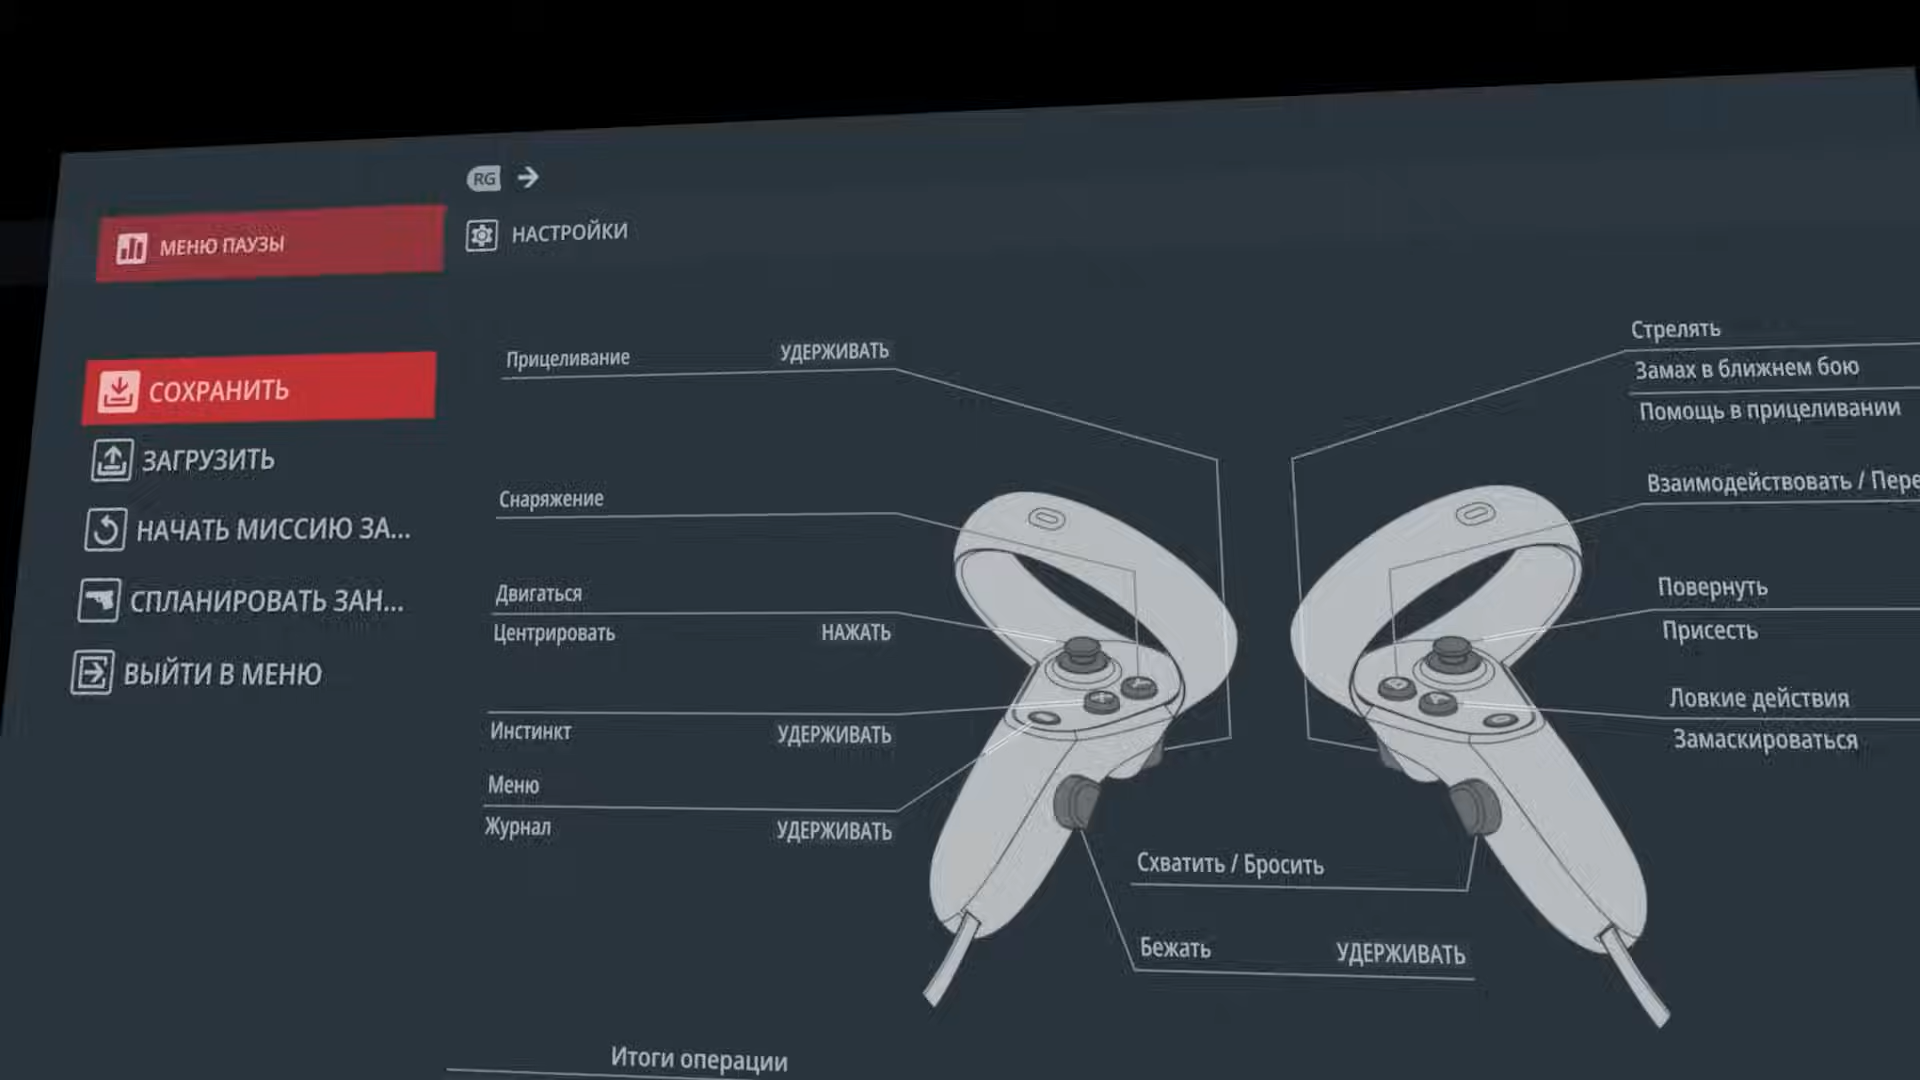 RG
МЕНЮ ПАУЗЫ
НАСТРОЙКИ
СОХРАНИТЬ
ЗАГРУЗИТЬ
НАЧАТЬ МИССИЮ ЗА...
СПЛАНИРОВАТЬ ЗАН...
ВЫЙТИ В МЕНЮ
Прицеливание УДЕРЖИВАТЬ
Снаряжение
Двигаться
Центрировать НАЖАТЬ
Инстинкт УДЕРЖИВАТЬ
Меню
Журнал УДЕРЖИВАТЬ
Стрелять
Замах в ближнем бою
Помощь в прицеливании
Взаимодействовать / Пере
Повернуть
Присесть
Ловкие действия
Замаскироваться
Схватить / Бросить
Бежать УДЕРЖИВАТЬ
Итоги операции